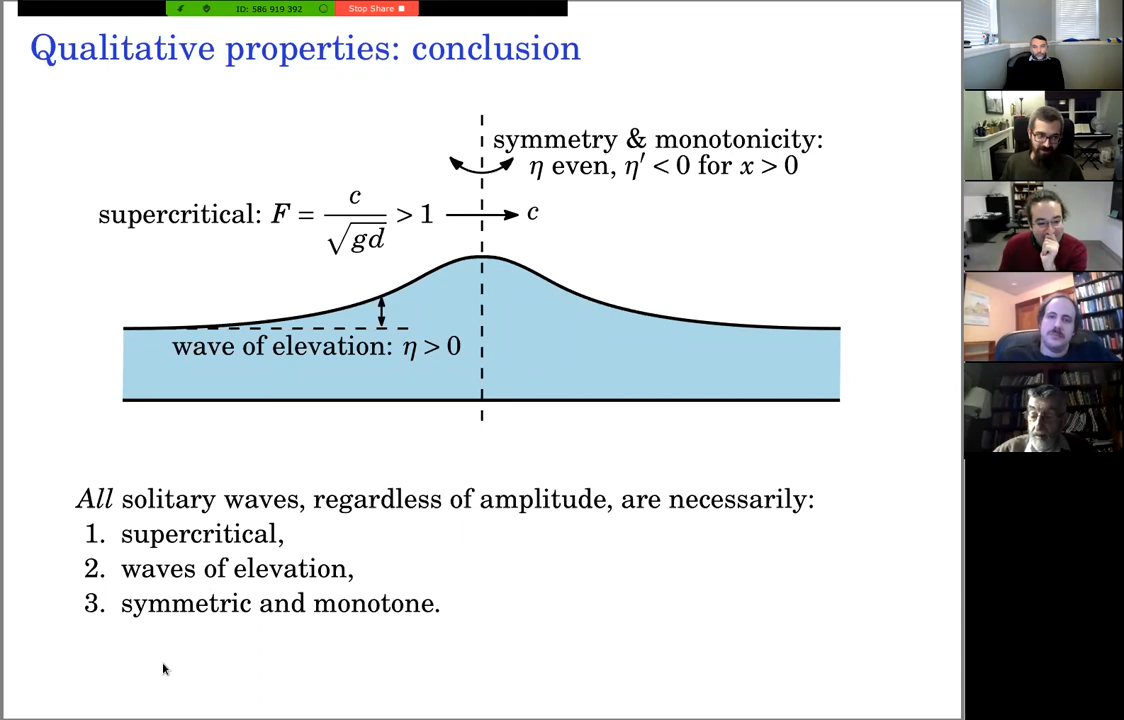 ID: 586 919 392
Stop Share
Qualitative properties: conclusion
symmetry & monotonicity:
η even, η′ < 0 for x > 0
supercritical: F = c/√gd > 1
c
wave of elevation: η > 0
All solitary waves, regardless of amplitude, are necessarily:
1. supercritical,
2. waves of elevation,
3. symmetric and monotone.